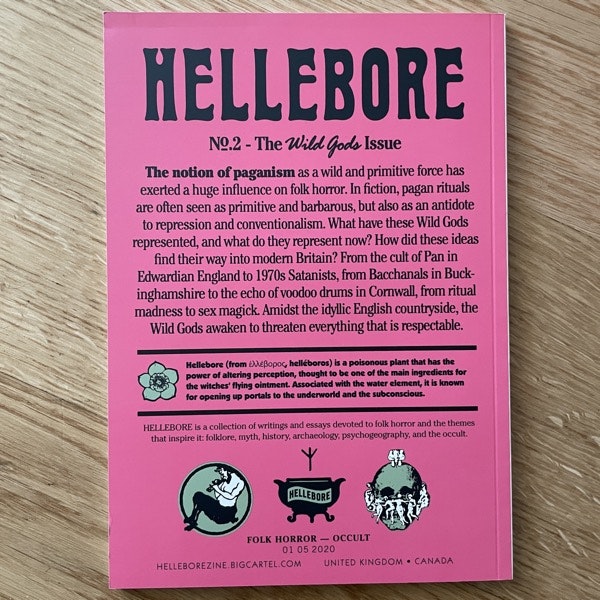 HELLEBORE
Nº.2 - The Wild Gods Issue
The notion of paganism as a wild and primitive force has
exerted a huge influence on folk horror. In fiction, pagan rituals
are often seen as primitive and barbarous, but also as an antidote
to repression and conventionalism. What have these Wild Gods
represented, and what do they represent now? How did these ideas
find their way into modern Britain? From the cult of Pan in
Edwardian England to 1970s Satanists, from Bacchanals in Buck-
inghamshire to the echo of voodoo drums in Cornwall, from ritual
madness to sex magick. Amidst the idyllic English countryside, the
Wild Gods awaken to threaten everything that is respectable.
Hellebore (from ἑλλέβορος, helléboros) is a poisonous plant that has the
power of altering perception, thought to be one of the main ingredients for
the witches' flying ointment. Associated with the water element, it is known
for opening up portals to the underworld and the subconscious.
HELLEBORE is a collection of writings and essays devoted to folk horror and the themes
that inspire it: folklore, myth, history, archaeology, psychogeography, and the occult.
HELLEBORE
FOLK HORROR — OCCULT
01 05 2020
HELLEBOREZINE.BIGCARTEL.COM UNITED KINGDOM • CANADA